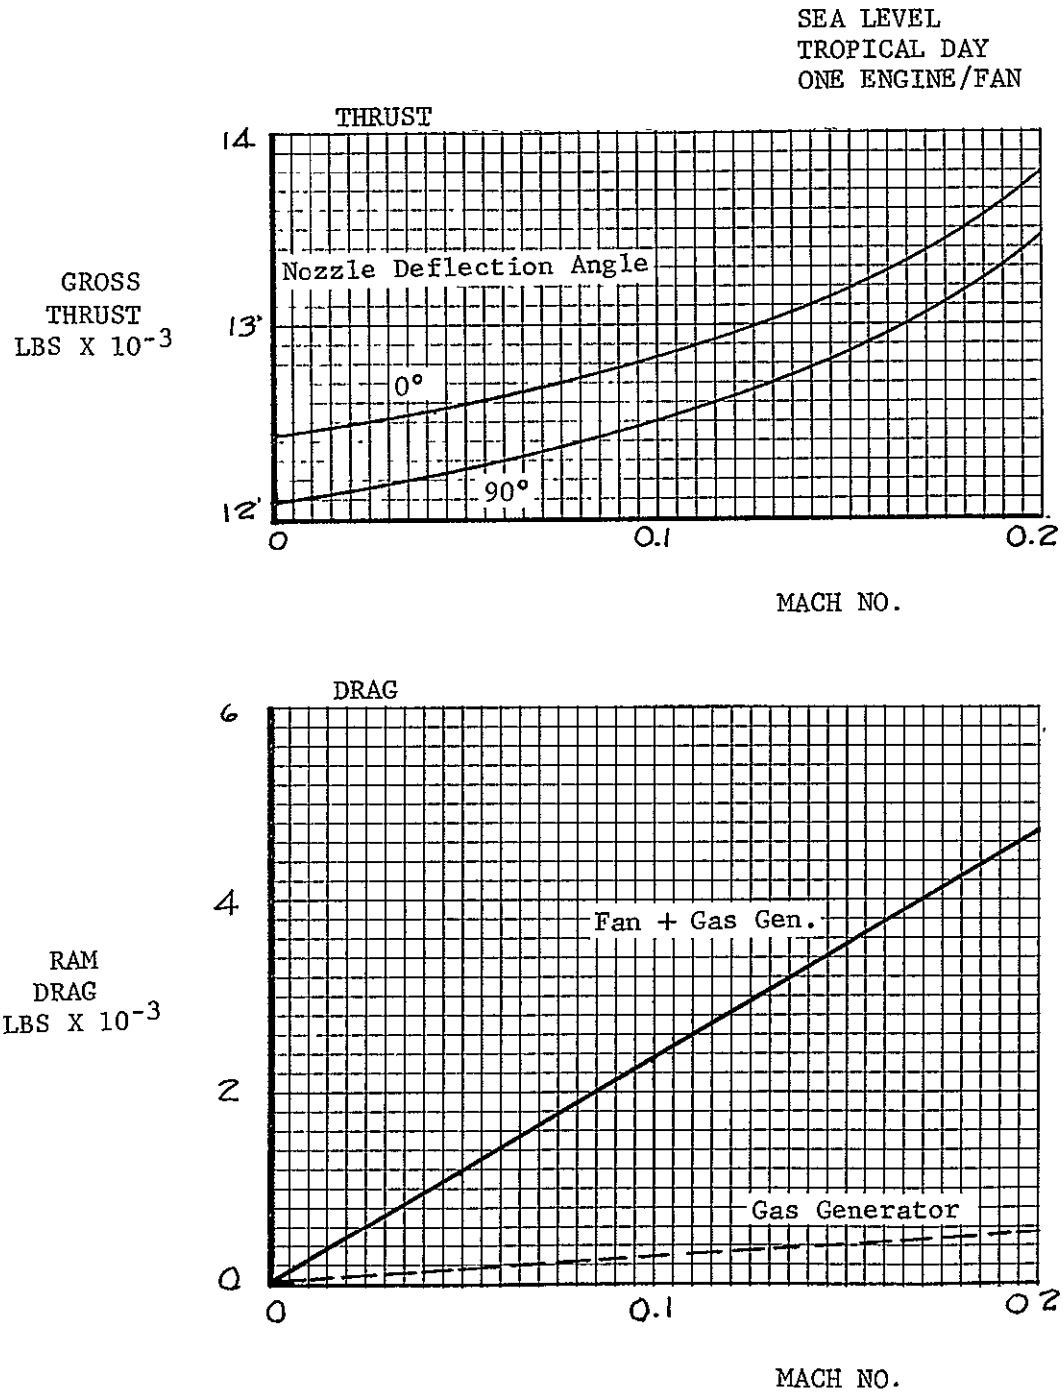 SEA LEVEL
TROPICAL DAY
ONE ENGINE/FAN
THRUST
14
13
12
GROSS
THRUST
LBS X 10-3
Nozzle Deflection Angle
0°
90°
0 0.1 0.2
MACH NO.
DRAG
6
4
2
0
RAM
DRAG
LBS X 10-3
Fan + Gas Gen.
Gas Generator
0 0.1 0 2
MACH NO.